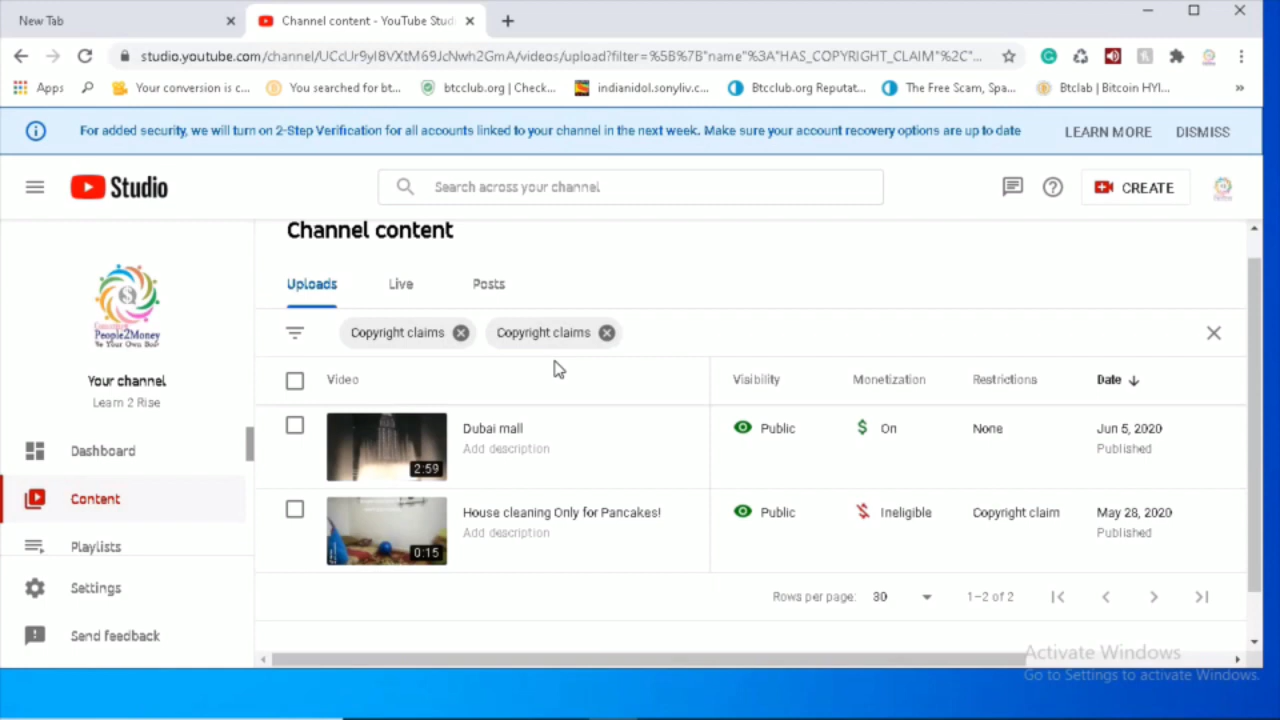 New Tab
Channel content - YouTube Stud
studio.youtube.com/channel/UCcUr9yI8VXtM69JcNwh2GmA/videos/upload?filter=%5B%7B"name"%3A"HAS_COPYRIGHT_CLAIM"%2C"...
Apps
Your conversion is c...
You searched for bt...
btcclub.org | Check...
indianidol.sonyliv.c...
Btcclub.org Reputat...
The Free Scam, Spa...
Btclab | Bitcoin HYI...
»
For added security, we will turn on 2-Step Verification for all accounts linked to your channel in the next week. Make sure your account recovery options are up to date
LEARN MORE
DISMISS
Studio
Search across your channel
CREATE
Channel content
Uploads
Live
Posts
Copyright claims
Copyright claims
People2Money
Be Your Own Boss
Your channel
Learn 2 Rise
Dashboard
Content
Playlists
Settings
Send feedback
Video
Visibility
Monetization
Restrictions
Date
2:59
Dubai mall
Add description
Public
On
None
Jun 5, 2020
Published
0:15
House cleaning Only for Pancakes!
Add description
Public
Ineligible
Copyright claim
May 28, 2020
Published
Rows per page:
30
1–2 of 2
Activate Windows
Go to Settings to activate Windows.